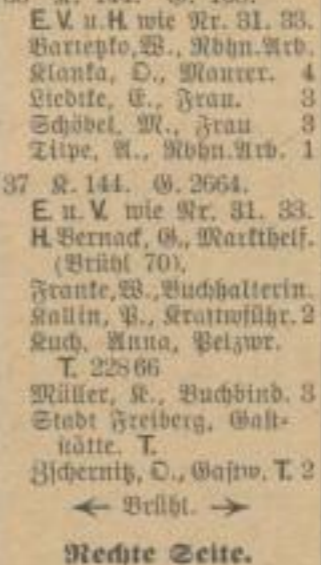 E. V. u. H. wie Nr. 31. 33.
Bartetzko, W., Rbhn.Arb.
Klanka, O., Maurer. 4
Liedtke, E., Frau. 3
Schöbel, M., Frau 3
Titpe, A., Rbhn.Arb. 1
37 K. 144. G. 2664.
E. u. V. wie Nr. 31. 33.
H. Bernack, G., Markthelf.
(Brühl 70).
Franke, W., Buchhalterin.
Kallin, P., Kraftwführ. 2
Kuch, Anna, Pelzwr.
T. 228 66
Müller, K., Buchbind. 3
Stadt Freiberg, Gast-
stätte. T.
Zschernitz, O., Gastw. T. 2
← Brühl. →
Rechte Seite.